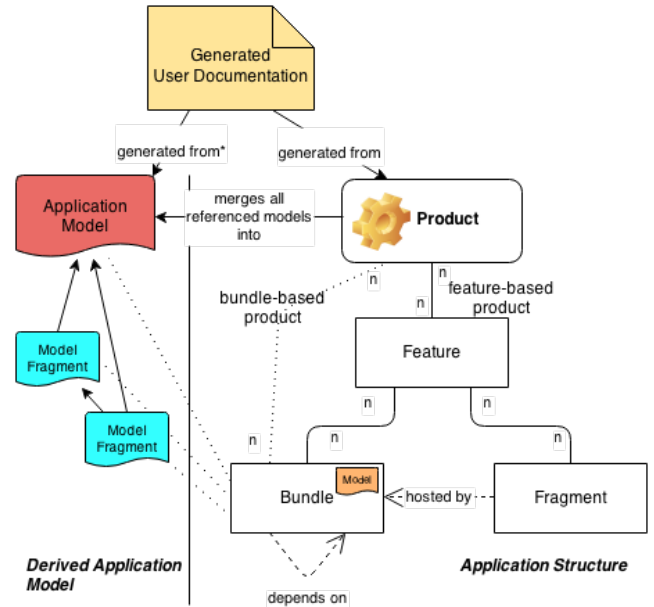 Generated
User Documentation
generated from*
generated from
Application
Model
merges all
referenced models
into
Product
n
n
n
bundle-based
product
feature-based
product
Model
Fragment
Feature
Model
Fragment
n
n
n
n
n
Bundle
Model
hosted by
Fragment
Derived Application
Model
Application Structure
depends on